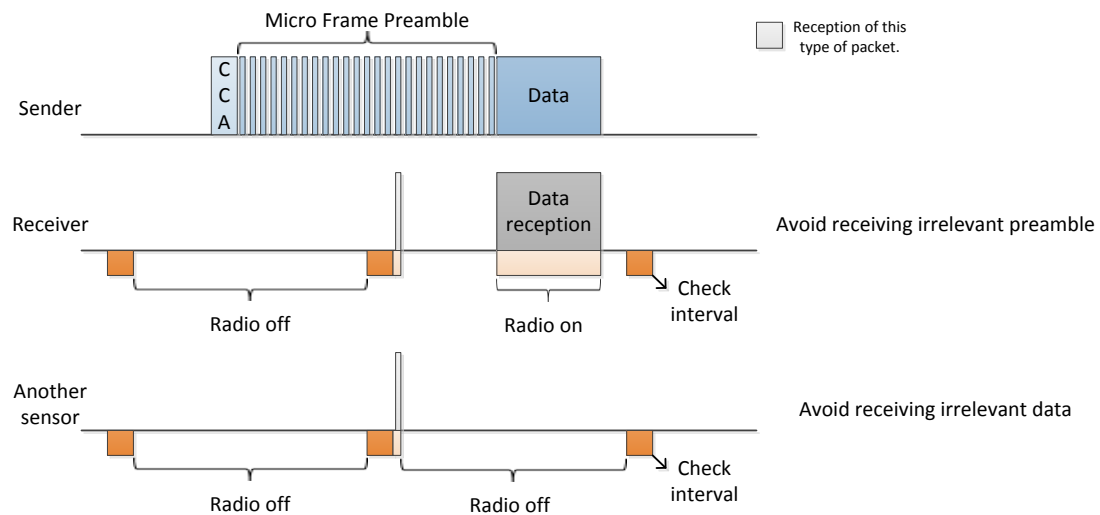 Micro Frame Preamble
Reception of this
type of packet.
C
C
A
Data
Sender
Data
reception
Receiver
Avoid receiving irrelevant preamble
Radio off
Radio on
Check
interval
Another
sensor
Avoid receiving irrelevant data
Radio off
Radio off
Check
interval